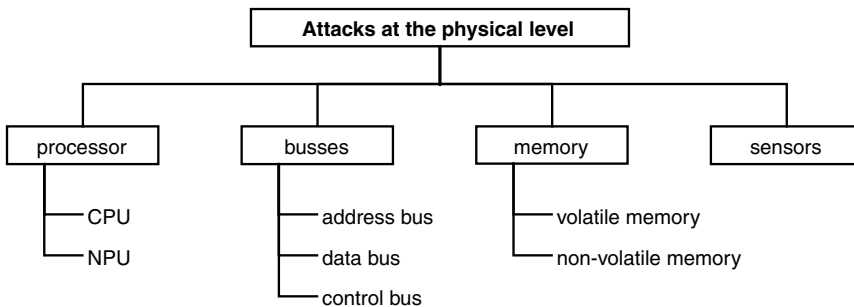 Attacks at the physical level
processor
busses
memory
sensors
CPU
NPU
address bus
data bus
control bus
volatile memory
non-volatile memory